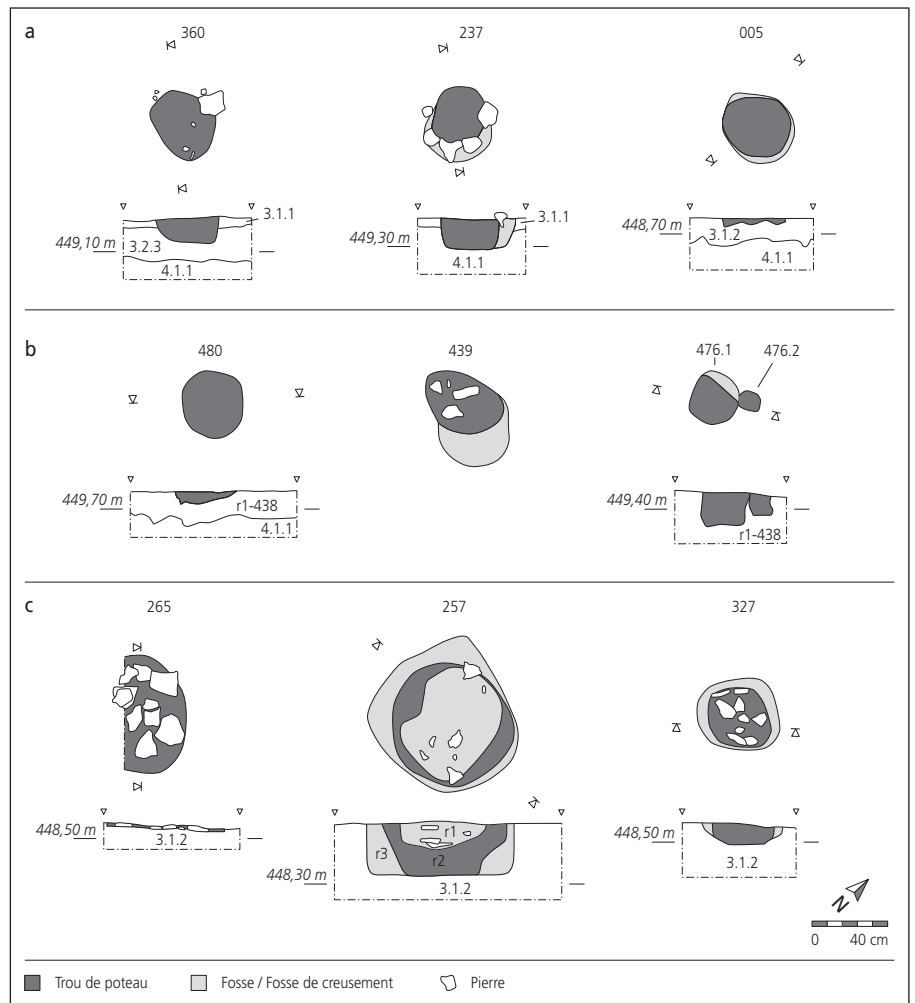 a
360 237 005
3.1.1
449,10 m 3.2.3
4.1.1
3.1.1
449,30 m
4.1.1
448,70 m
3.1.2
4.1.1
b
480 439 476.1 476.2
449,70 m
r1-438
4.1.1
449,40 m
r1-438
c
265 257 327
448,50 m
3.1.2
r1
r3 r2
448,30 m
3.1.2
448,50 m
3.1.2
N
0 40 cm
Trou de poteau Fosse / Fosse de creusement Pierre